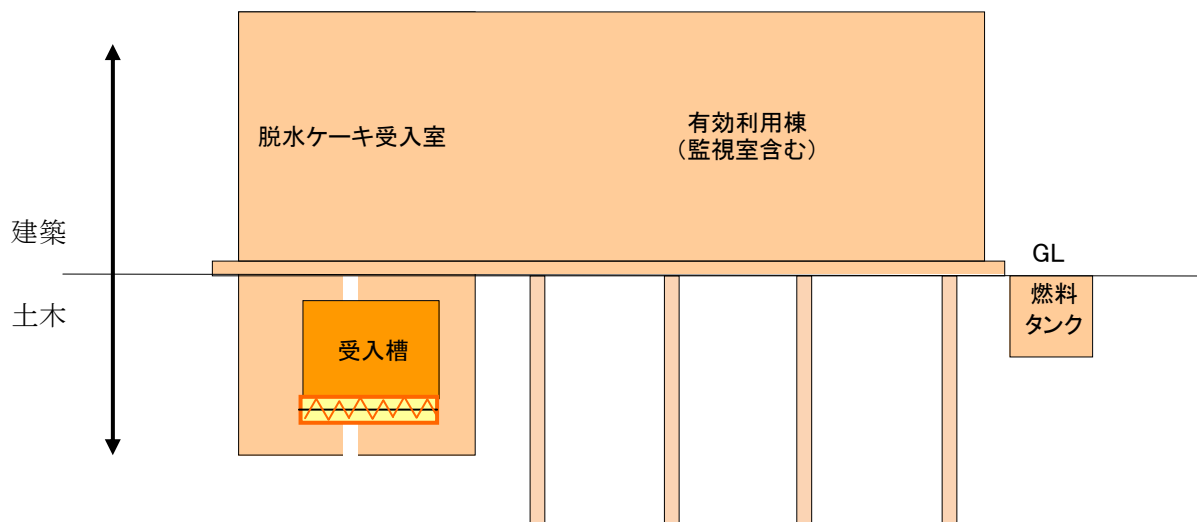 脱水ケーキ受入室
有効利用棟
（監視室含む）
建築
GL
土木
燃料
タンク
受入槽